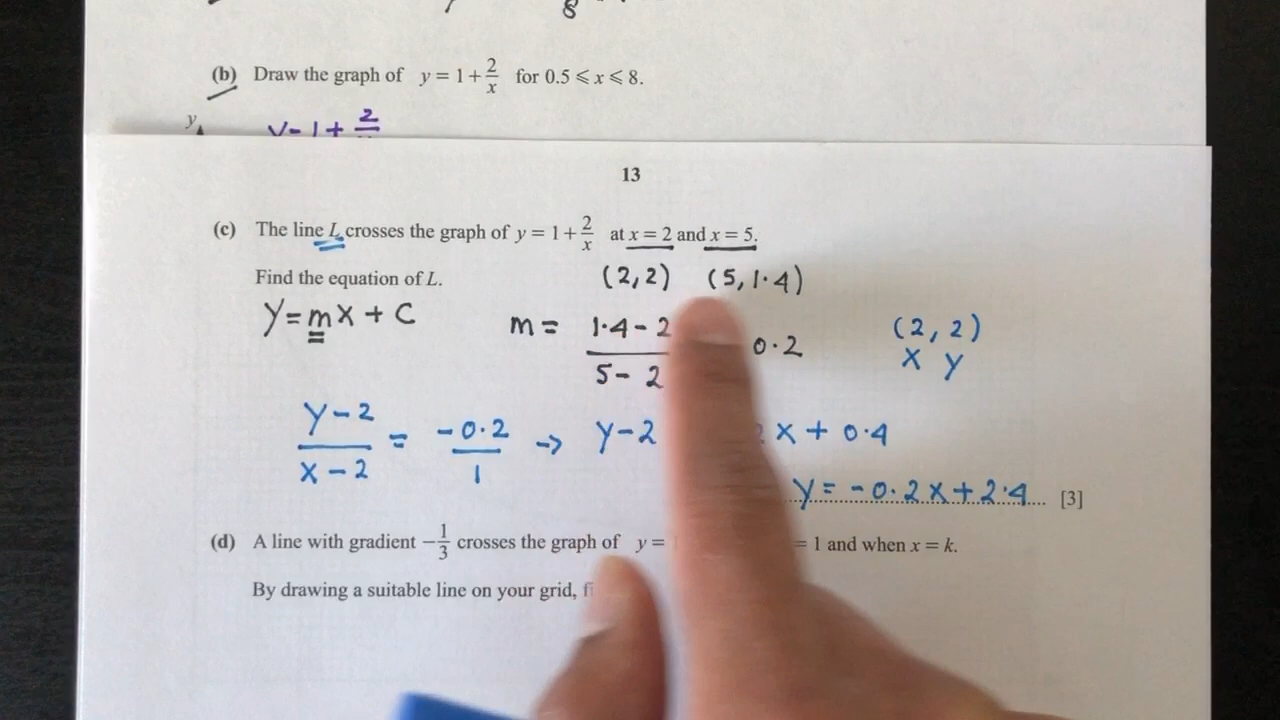 8
(b) Draw the graph of y = 1 + 2/x for 0.5 ⩽ x ⩽ 8.
y
y = 1 + 2
13
(c) The line L crosses the graph of y = 1 + 2/x at x = 2 and x = 5.
Find the equation of L. (2,2) (5,1·4)
y = mx + c m = 1·4 - 2 / 5 - 2 0·2 (2, 2)
x y
y-2 / x-2 = -0·2 / 1 → y-2 x + 0·4
y = -0·2x + 2·4 [3]
(d) A line with gradient -1/3 crosses the graph of y = = 1 and when x = k.
By drawing a suitable line on your grid,